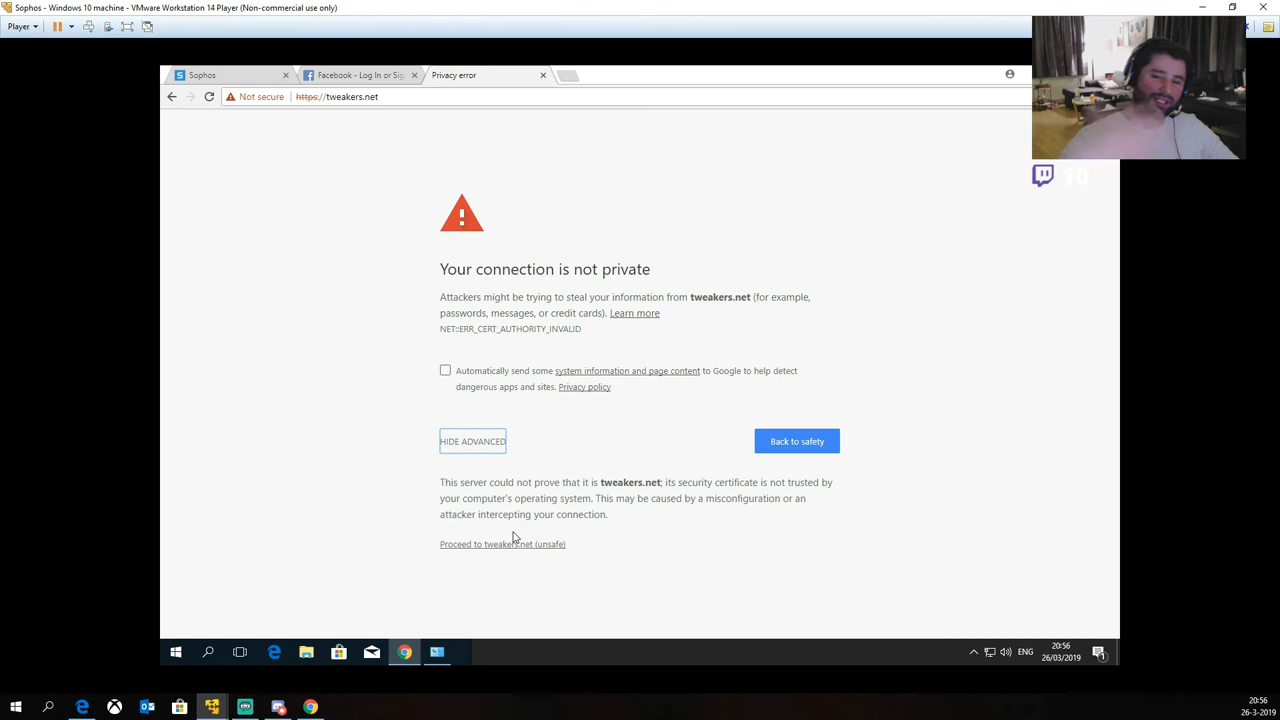 Sophos - Windows 10 machine - VMware Workstation 14 Player (Non-commercial use only)
Player
Sophos
Facebook - Log In or Sig
Privacy error
Not secure
https://tweakers.net
10
Your connection is not private
Attackers might be trying to steal your information from tweakers.net (for example,
passwords, messages, or credit cards). Learn more
NET::ERR_CERT_AUTHORITY_INVALID
Automatically send some system information and page content to Google to help detect
dangerous apps and sites. Privacy policy
HIDE ADVANCED
Back to safety
This server could not prove that it is tweakers.net; its security certificate is not trusted by
your computer's operating system. This may be caused by a misconfiguration or an
attacker intercepting your connection.
Proceed to tweakers.net (unsafe)
ENG
20:56
26/03/2019
1
20:56
26-3-2019